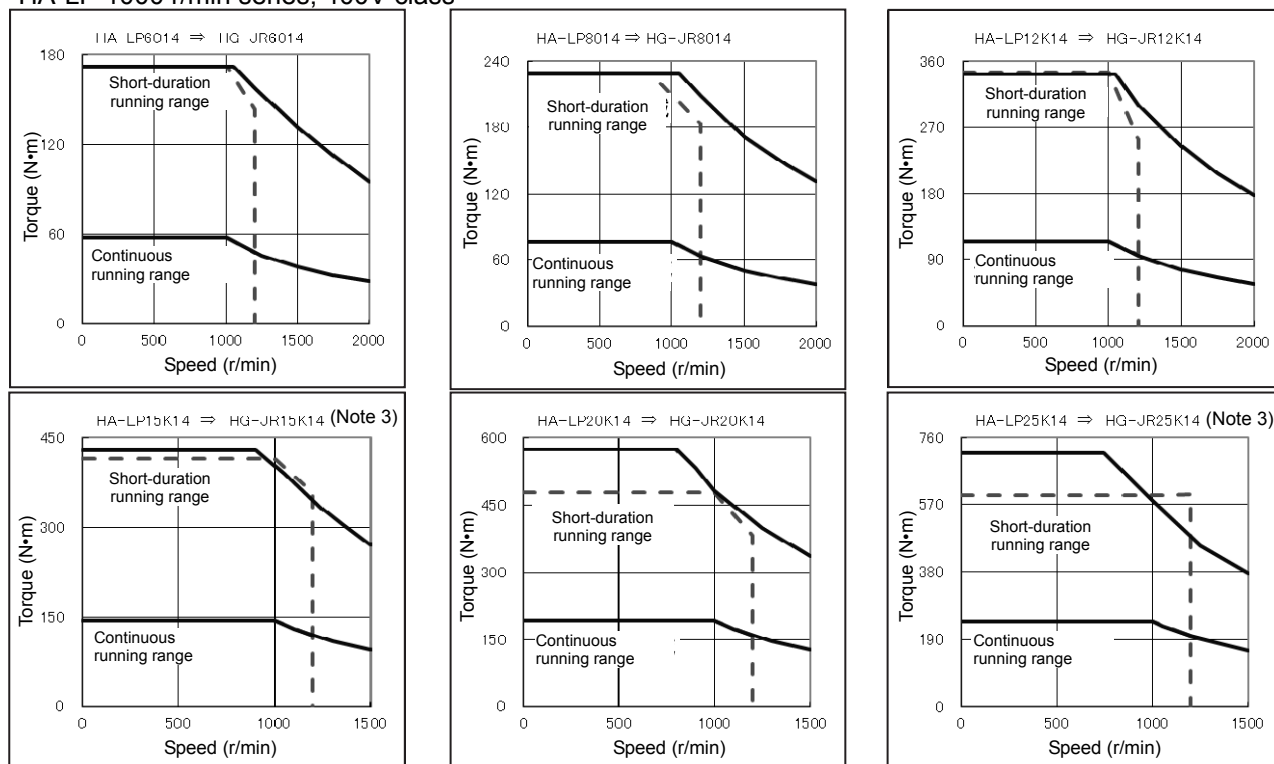 HA-LP 1000 r/min series, 400V class
HA LP6014 ⇒ HG JR6014
180
120
60
0
Torque (N•m)
Short-duration
running range
Continuous
running range
0 500 1000 1500 2000
Speed (r/min)
HA-LP8014 ⇒ HG-JR8014
240
180
120
60
0
Torque (N•m)
Short-duration
running range
Continuous
running range
0 500 1000 1500 2000
Speed (r/min)
HA-LP12K14 ⇒ HG-JR12K14
360
270
180
90
0
Torque (N•m)
Short-duration
running range
Continuous
running range
0 500 1000 1500 2000
Speed (r/min)
HA-LP15K14 ⇒ HG-JR15K14 (Note 3)
450
300
150
0
Torque (N•m)
Short-duration
running range
Continuous
running range
0 500 1000 1500
Speed (r/min)
HA-LP20K14 ⇒ HG-JR20K14
600
450
300
150
0
Torque (N•m)
Short-duration
running range
Continuous
running range
0 500 1000 1500
Speed (r/min)
HA-LP25K14 ⇒ HG-JR25K14 (Note 3)
760
570
380
190
0
Torque (N•m)
Short-duration
running range
Continuous
running range
0 500 1000 1500
Speed (r/min)